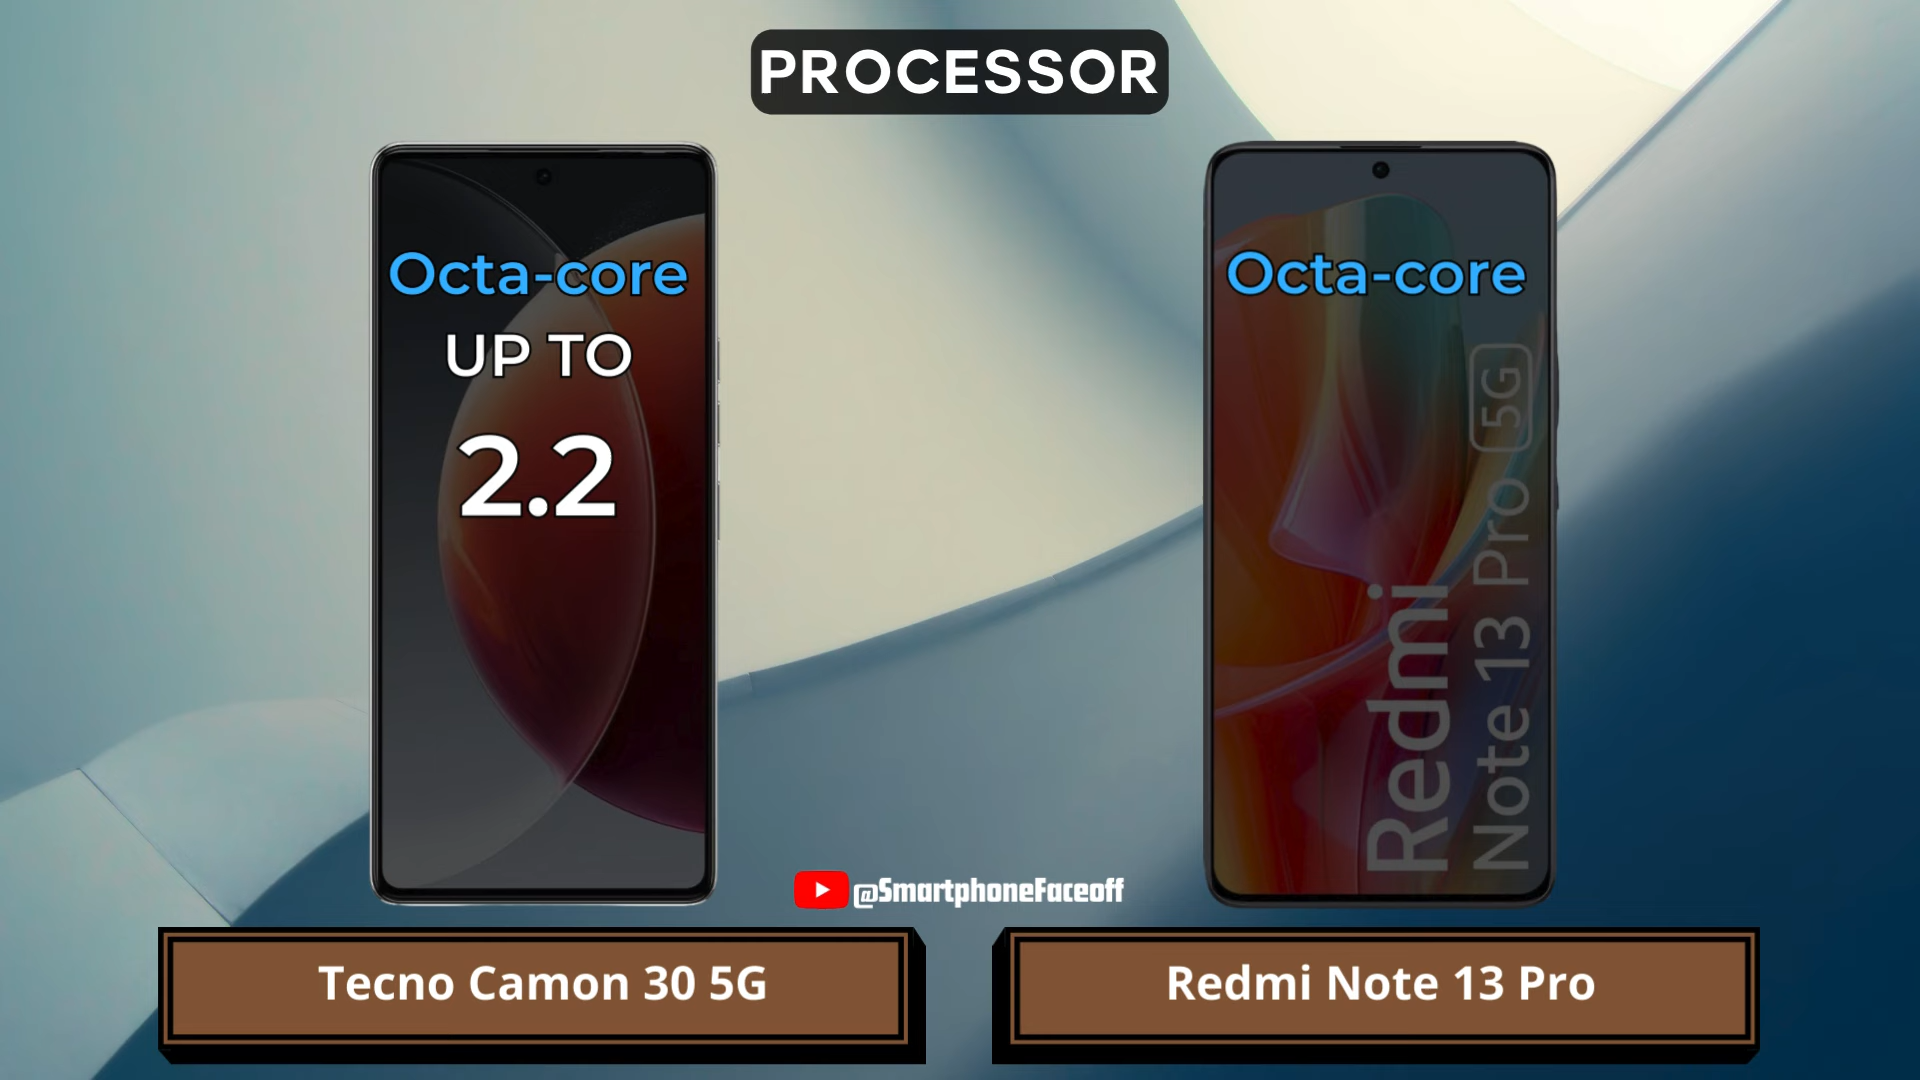 PROCESSOR
Octa-core
UP TO
2.2
Octa-core
Redmi
Note 13 Pro 5G
@SmartphoneFaceoff
Tecno Camon 30 5G
Redmi Note 13 Pro